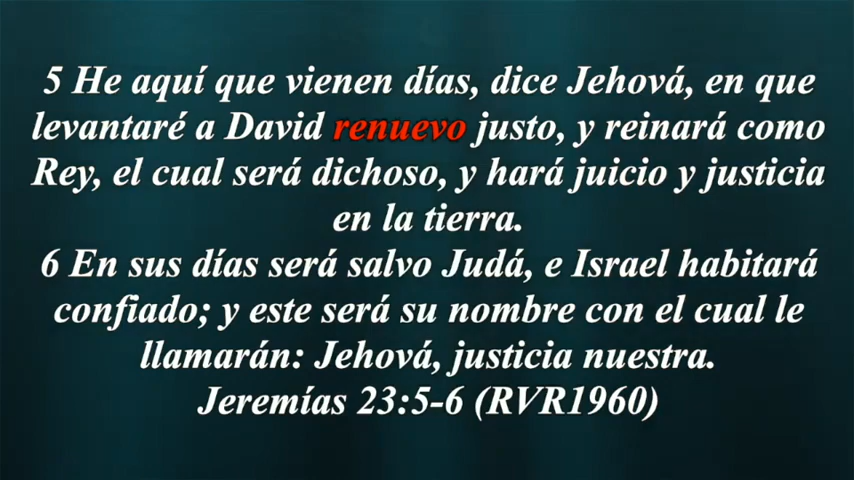 5 He aquí que vienen días, dice Jehová, en que
levantaré a David renuevo justo, y reinará como
Rey, el cual será dichoso, y hará juicio y justicia
en la tierra.
6 En sus días será salvo Judá, e Israel habitará
confiado; y este será su nombre con el cual le
llamarán: Jehová, justicia nuestra.
Jeremías 23:5-6 (RVR1960)